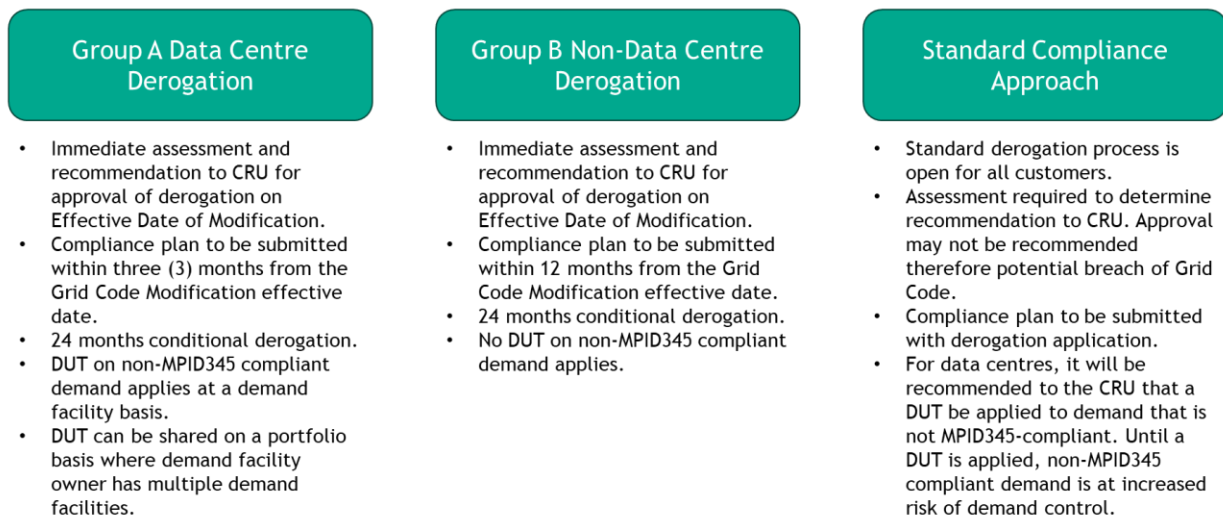 Group A Data Centre
Derogation
• Immediate assessment and
recommendation to CRU for
approval of derogation on
Effective Date of Modification.
• Compliance plan to be submitted
within three (3) months from the
Grid Code Modification effective
date.
• 24 months conditional derogation.
• DUT on non-MPID345 compliant
demand applies at a demand
facility basis.
• DUT can be shared on a portfolio
basis where demand facility
owner has multiple demand
facilities.
Group B Non-Data Centre
Derogation
• Immediate assessment and
recommendation to CRU for
approval of derogation on
Effective Date of Modification.
• Compliance plan to be submitted
within 12 months from the Grid
Code Modification effective date.
• 24 months conditional derogation.
• No DUT on non-MPID345 compliant
demand applies.
Standard Compliance
Approach
• Standard derogation process is
open for all customers.
• Assessment required to determine
recommendation to CRU. Approval
may not be recommended
therefore potential breach of Grid
Code.
• Compliance plan to be submitted
with derogation application.
• For data centres, it will be
recommended to the CRU that a
DUT be applied to demand that is
not MPID345-compliant. Until a
DUT is applied, non-MPID345
compliant demand is at increased
risk of demand control.